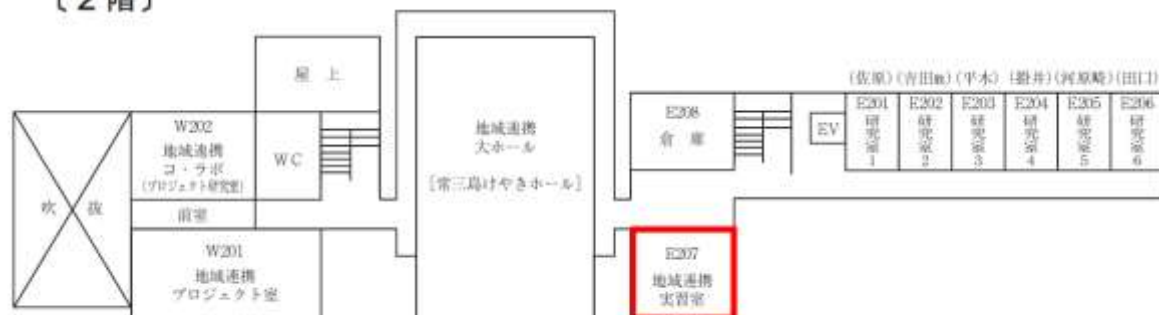 〔２階〕
屋 上
W202
地域連携
コ・ラボ
(プロジェクト研究室)
WC
吹 抜
前室
W201
地域連携
プロジェクト室
地域連携
大ホール
[常三島けやきホール]
E208
倉 庫
E207
地域連携
実習室
EV
(佐原)
(平木)
(河原崎)
(田口)
E201
研究室1
E202
研究室2
E203
研究室3
E204
研究室4
E205
研究室5
E206
研究室6